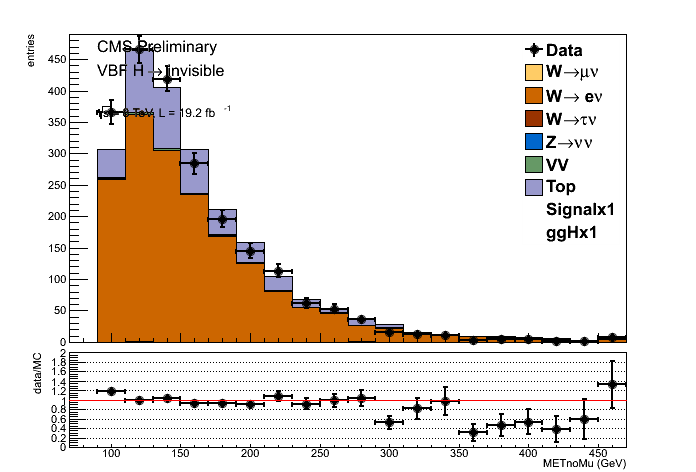 entries
CMS Preliminary
VBF H → Invisible
√s = 8 TeV, L = 19.2 fb⁻¹
Data
W→μν
W→ eν
W→τν
Z→νν
VV
Top
Signalx1
ggHx1
450
400
350
300
250
200
150
100
50
0
data/MC
2
1.8
1.6
1.4
1.2
1
0.8
0.6
0.4
0.2
0
100 150 200 250 300 350 400 450
METnoMu (GeV)